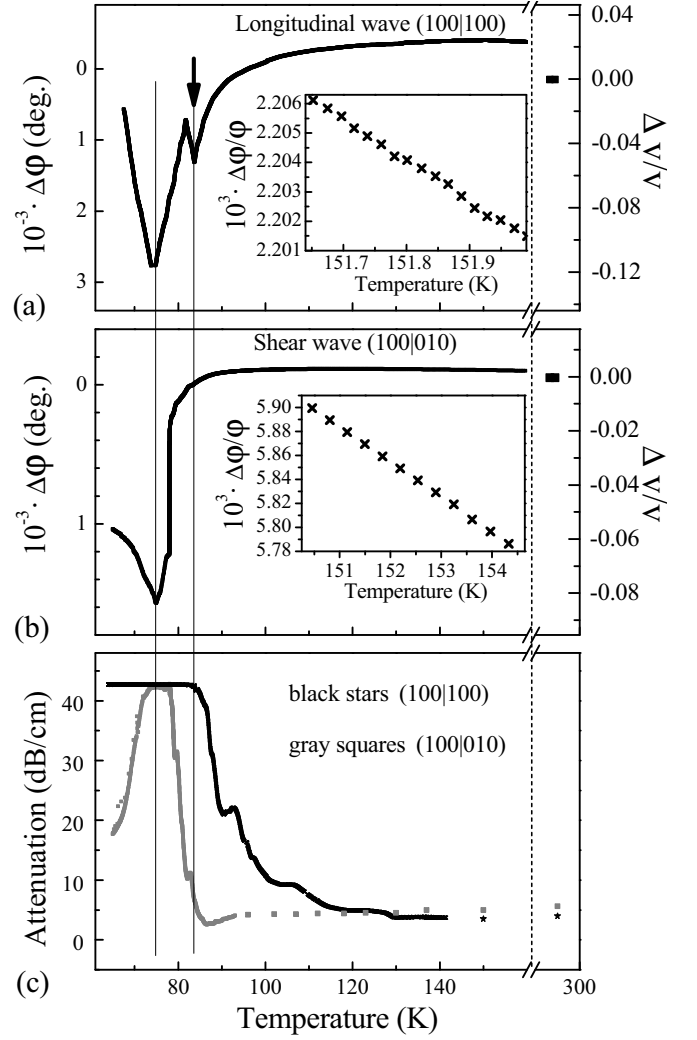 Longitudinal wave (100|100)
0.04
0
0.00
2.206
1
-0.04
2.204
10⁻³· Δφ (deg.)
10³· Δφ/φ
Δ v/v
2.203
2
-0.08
2.202
2.201
151.7 151.8 151.9
Temperature (K)
3
-0.12
(a)
Shear wave (100|010)
0
0.00
5.90
5.88
-0.02
10⁻³· Δφ (deg.)
10³· Δφ/φ
5.86
Δ v/v
5.84
-0.04
5.82
5.80
1
5.78
-0.06
151 152 153 154
Temperature (K)
-0.08
(b)
40
black stars (100|100)
gray squares (100|010)
30
Attenuation (dB/cm)
20
10
0
(c)
80 100 120 140 300
Temperature (K)